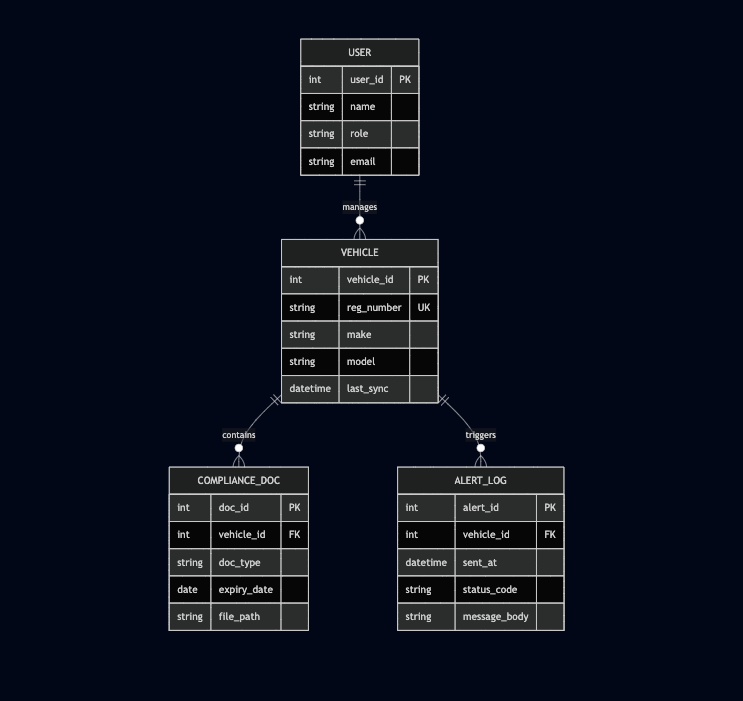 USER
int user_id PK
string name
string role
string email
manages
VEHICLE
int vehicle_id PK
string reg_number UK
string make
string model
datetime last_sync
contains
triggers
COMPLIANCE_DOC
int doc_id PK
int vehicle_id FK
string doc_type
date expiry_date
string file_path
ALERT_LOG
int alert_id PK
int vehicle_id FK
datetime sent_at
string status_code
string message_body